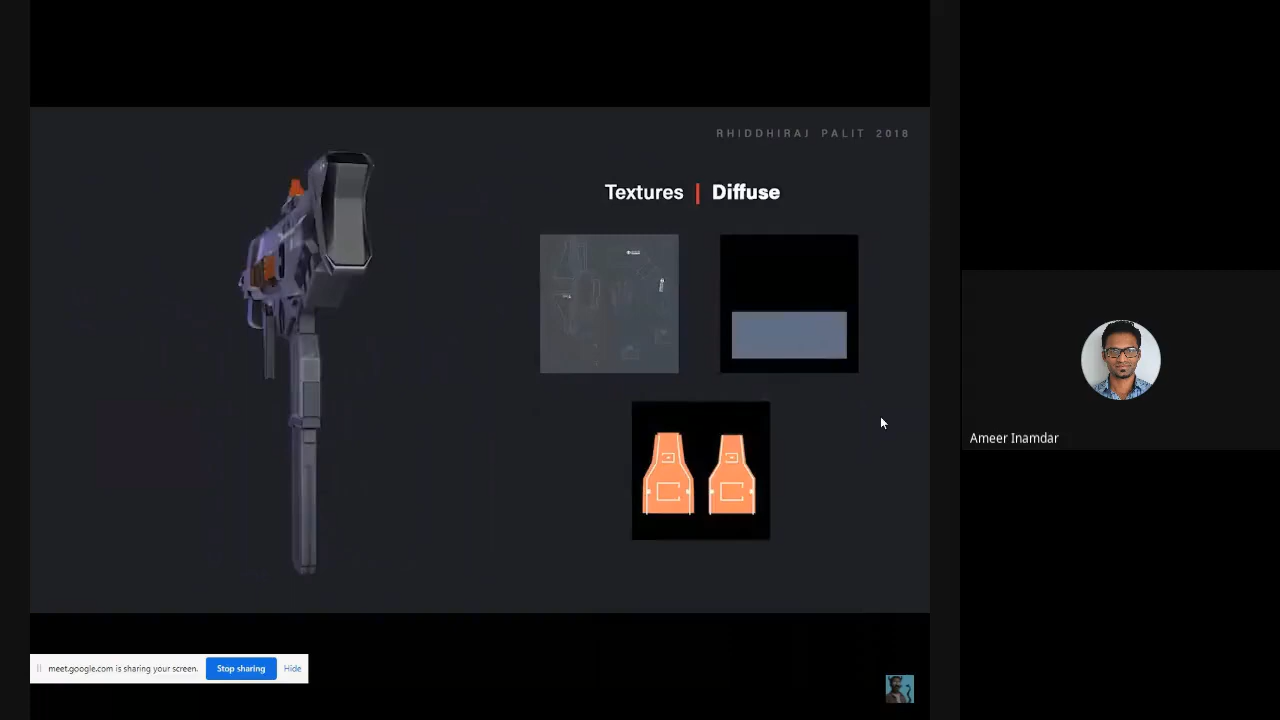 RHIDDHIRAJ PALIT 2018
Textures | Diffuse
Ameer Inamdar
meet.google.com is sharing your screen. Stop sharing Hide